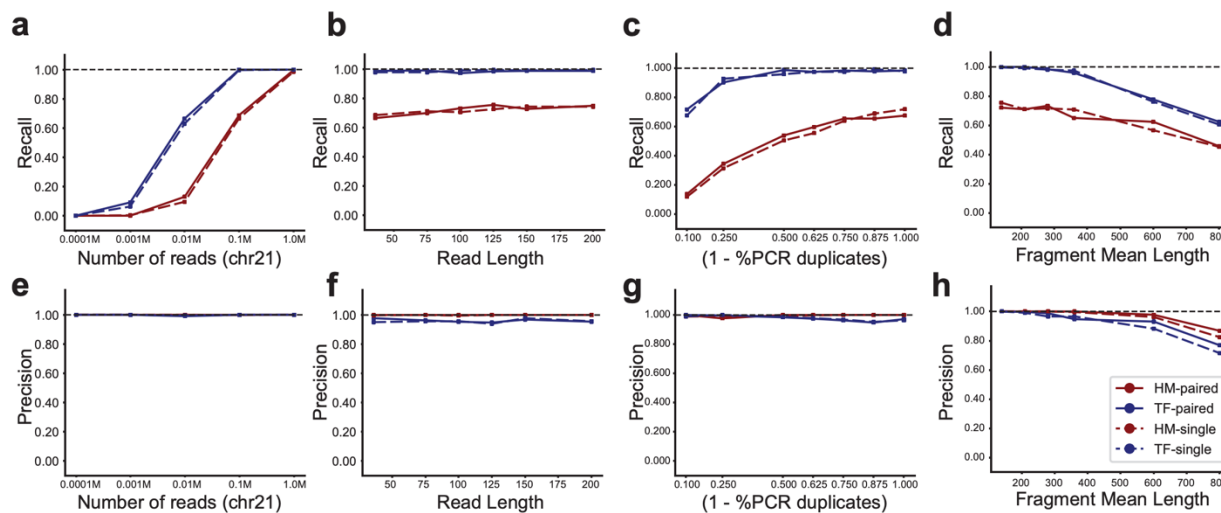 a
Recall
1.00
0.80
0.60
0.40
0.20
0.00
0.0001M 0.001M 0.01M 0.1M 1.0M
Number of reads (chr21)
b
Recall
1.00
0.80
0.60
0.40
0.20
0.00
50 75 100 125 150 175 200
Read Length
c
Recall
1.000
0.800
0.600
0.400
0.200
0.000
0.100 0.250 0.500 0.625 0.750 0.875 1.000
(1 - %PCR duplicates)
d
Recall
1.00
0.80
0.60
0.40
0.20
0.00
200 300 400 500 600 700
Fragment Mean Length
e
Precision
1.00
0.80
0.60
0.40
0.20
0.00
0.0001M 0.001M 0.01M 0.1M 1.0M
Number of reads (chr21)
f
Precision
1.00
0.80
0.60
0.40
0.20
0.00
50 75 100 125 150 175 200
Read Length
g
Precision
1.000
0.800
0.600
0.400
0.200
0.000
0.100 0.250 0.500 0.625 0.750 0.875 1.000
(1 - %PCR duplicates)
h
Precision
1.00
0.80
0.60
0.40
0.20
0.00
HM-paired
TF-paired
HM-single
TF-single
200 300 400 500 600 700
Fragment Mean Length